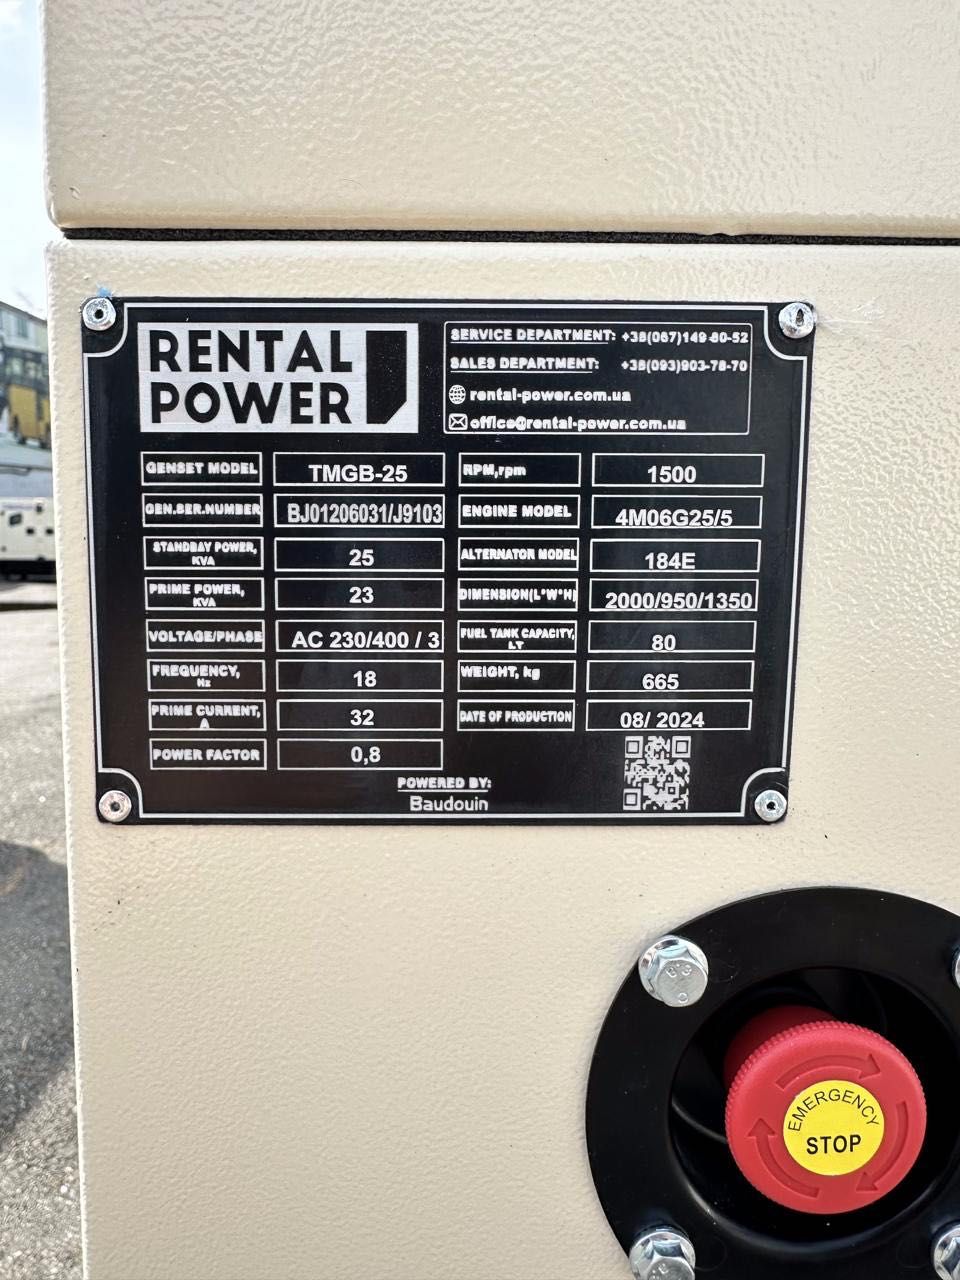 RENTAL
POWER
SERVICE DEPARTMENT: +38(067)149-80-52
SALES DEPARTMENT: +38(093)903-78-70
rental-power.com.ua
office@rental-power.com.ua
GENSET MODEL TMGB-25 RPM,rpm 1500
GEN.SER.NUMBER BJ01206031/J9103 ENGINE MODEL 4M06G25/5
STANDBAY POWER, KVA 25 ALTERNATOR MODEL 184E
PRIME POWER, KVA 23 DIMENSION(L*W*H) 2000/950/1350
VOLTAGE/PHASE AC 230/400 / 3 FUEL TANK CAPACITY, LT 80
FREQUENCY, Hz 18 WEIGHT, kg 665
PRIME CURRENT, A 32 DATE OF PRODUCTION 08/ 2024
POWER FACTOR 0,8
POWERED BY:
Baudouin
8.8
EMERGENCY
STOP